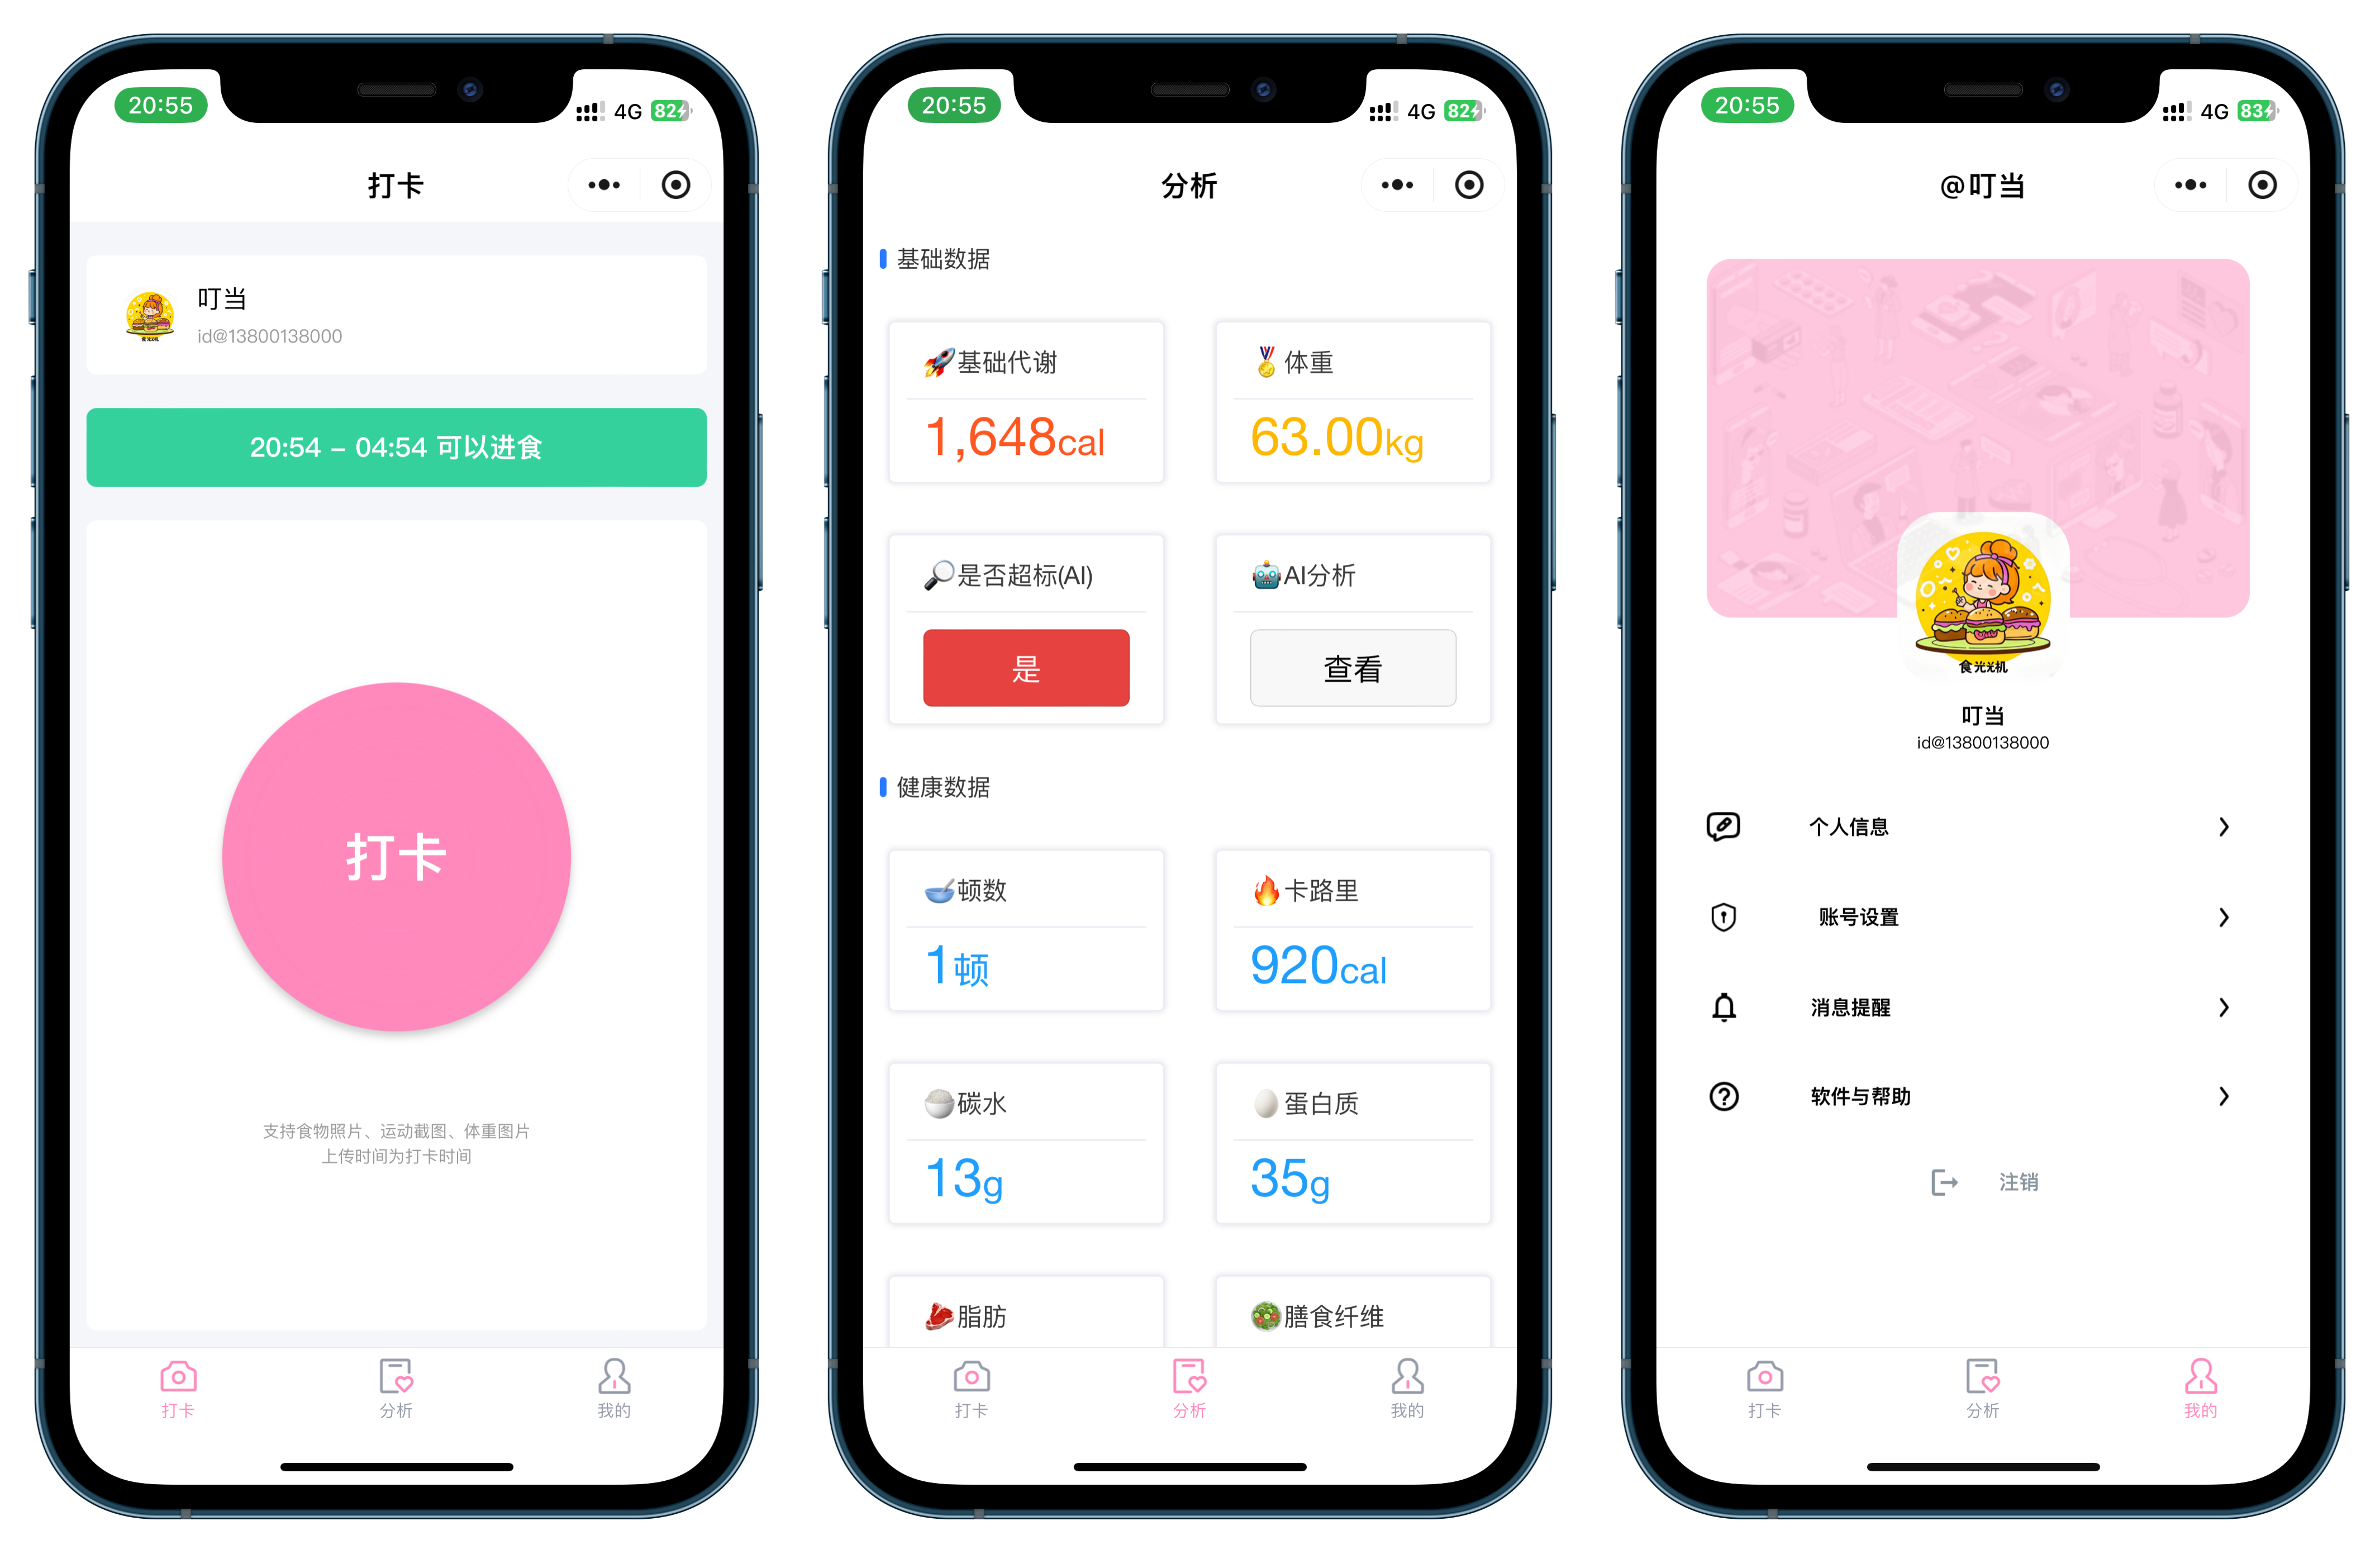 20:55
4G 82
打卡
叮当
id@13800138000
食光机
20:54 – 04:54 可以进食
打卡
支持食物照片、运动截图、体重图片
上传时间为打卡时间
打卡 分析 我的
20:55
4G 82
分析
基础数据
基础代谢
1,648cal
体重
63.00kg
是否超标(AI)
是
AI分析
查看
健康数据
顿数
1顿
卡路里
920cal
碳水
13g
蛋白质
35g
脂肪
膳食纤维
打卡 分析 我的
20:55
4G 83
@叮当
食光机
叮当
id@13800138000
个人信息
账号设置
消息提醒
软件与帮助
注销
打卡 分析 我的